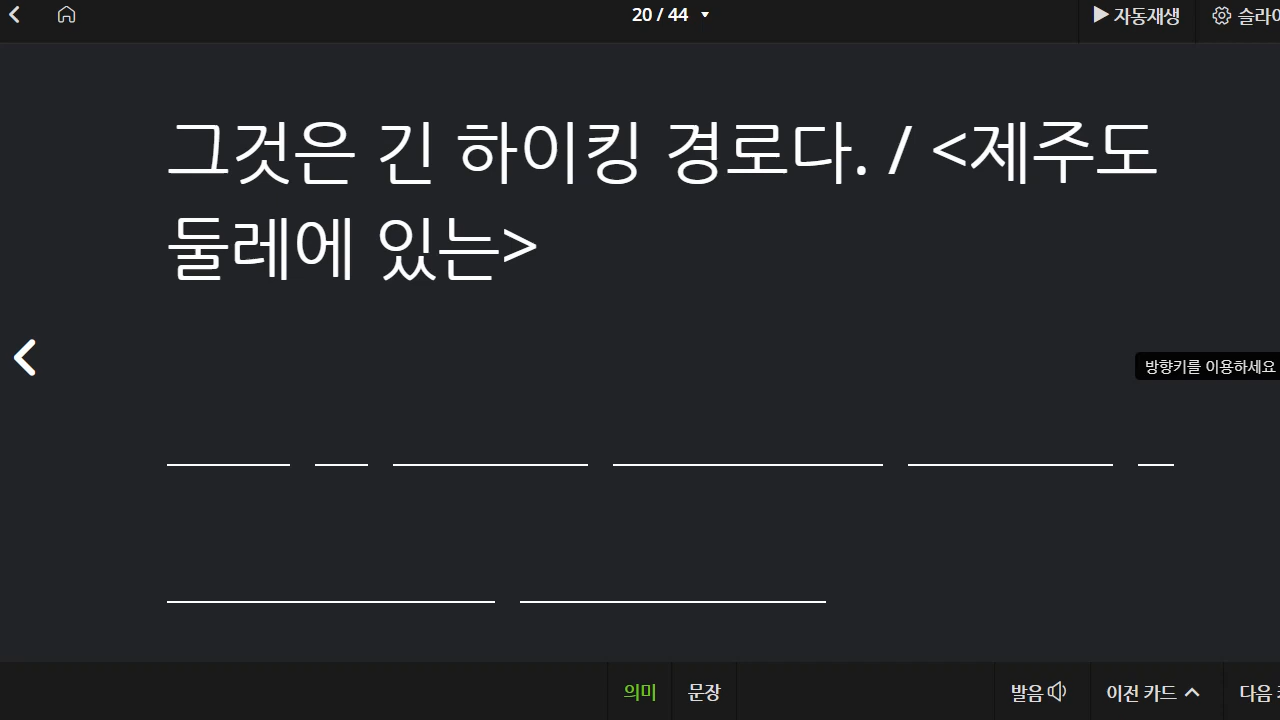 20 / 44
자동재생
그것은 긴 하이킹 경로다. / <제주도
둘레에 있는>
방향키를 이용하세요
의미
문장
발음
이전 카드
다음